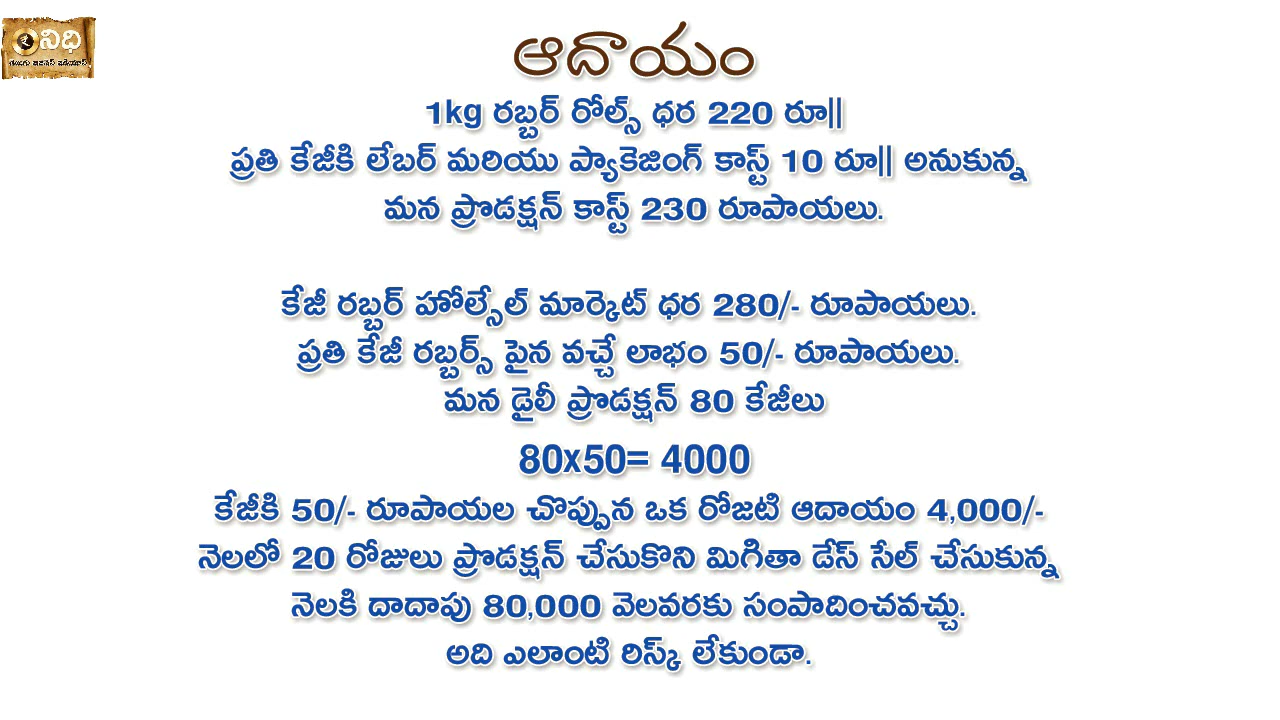 నిధి
తెలుగు బిజినెస్ ఐడియాస్
ఆదాయం
1kg రబ్బర్ రోల్స్ ధర 220 రూ||
ప్రతి కేజీకి లేబర్ మరియు ప్యాకెజింగ్ కాస్ట్ 10 రూ|| అనుకున్న
మన ప్రొడక్షన్ కాస్ట్ 230 రూపాయలు.
కేజీ రబ్బర్ హోల్సేల్ మార్కెట్ ధర 280/- రూపాయలు.
ప్రతి కేజీ రబ్బర్స్ పైన వచ్చే లాభం 50/- రూపాయలు.
మన డైలీ ప్రొడక్షన్ 80 కేజీలు
80x50= 4000
కేజీకి 50/- రూపాయల చొప్పున ఒక రోజటి ఆదాయం 4,000/-
నెలలో 20 రోజులు ప్రొడక్షన్ చేసుకొని మిగితా డేస్ సేల్ చేసుకున్న
నెలకి దాదాపు 80,000 వెలవరకు సంపాదించవచ్చు.
అది ఎలాంటి రిస్క్ లేకుండా.